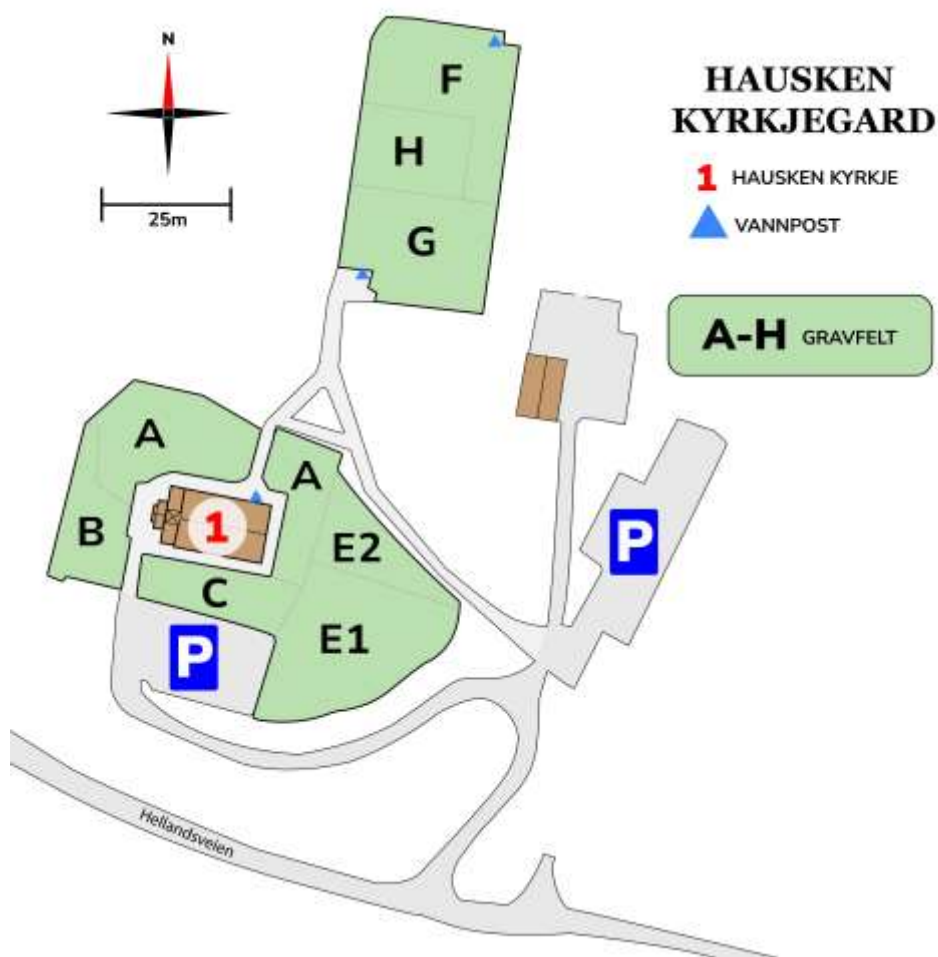 N
25m
HAUSKEN
KYRKJEGARD
1 HAUSKEN KYRKJE
VANNPOST
A-H GRAVFELT
F
H
G
A
A
B
1
E2
C
E1
P
P
Hellandsveien